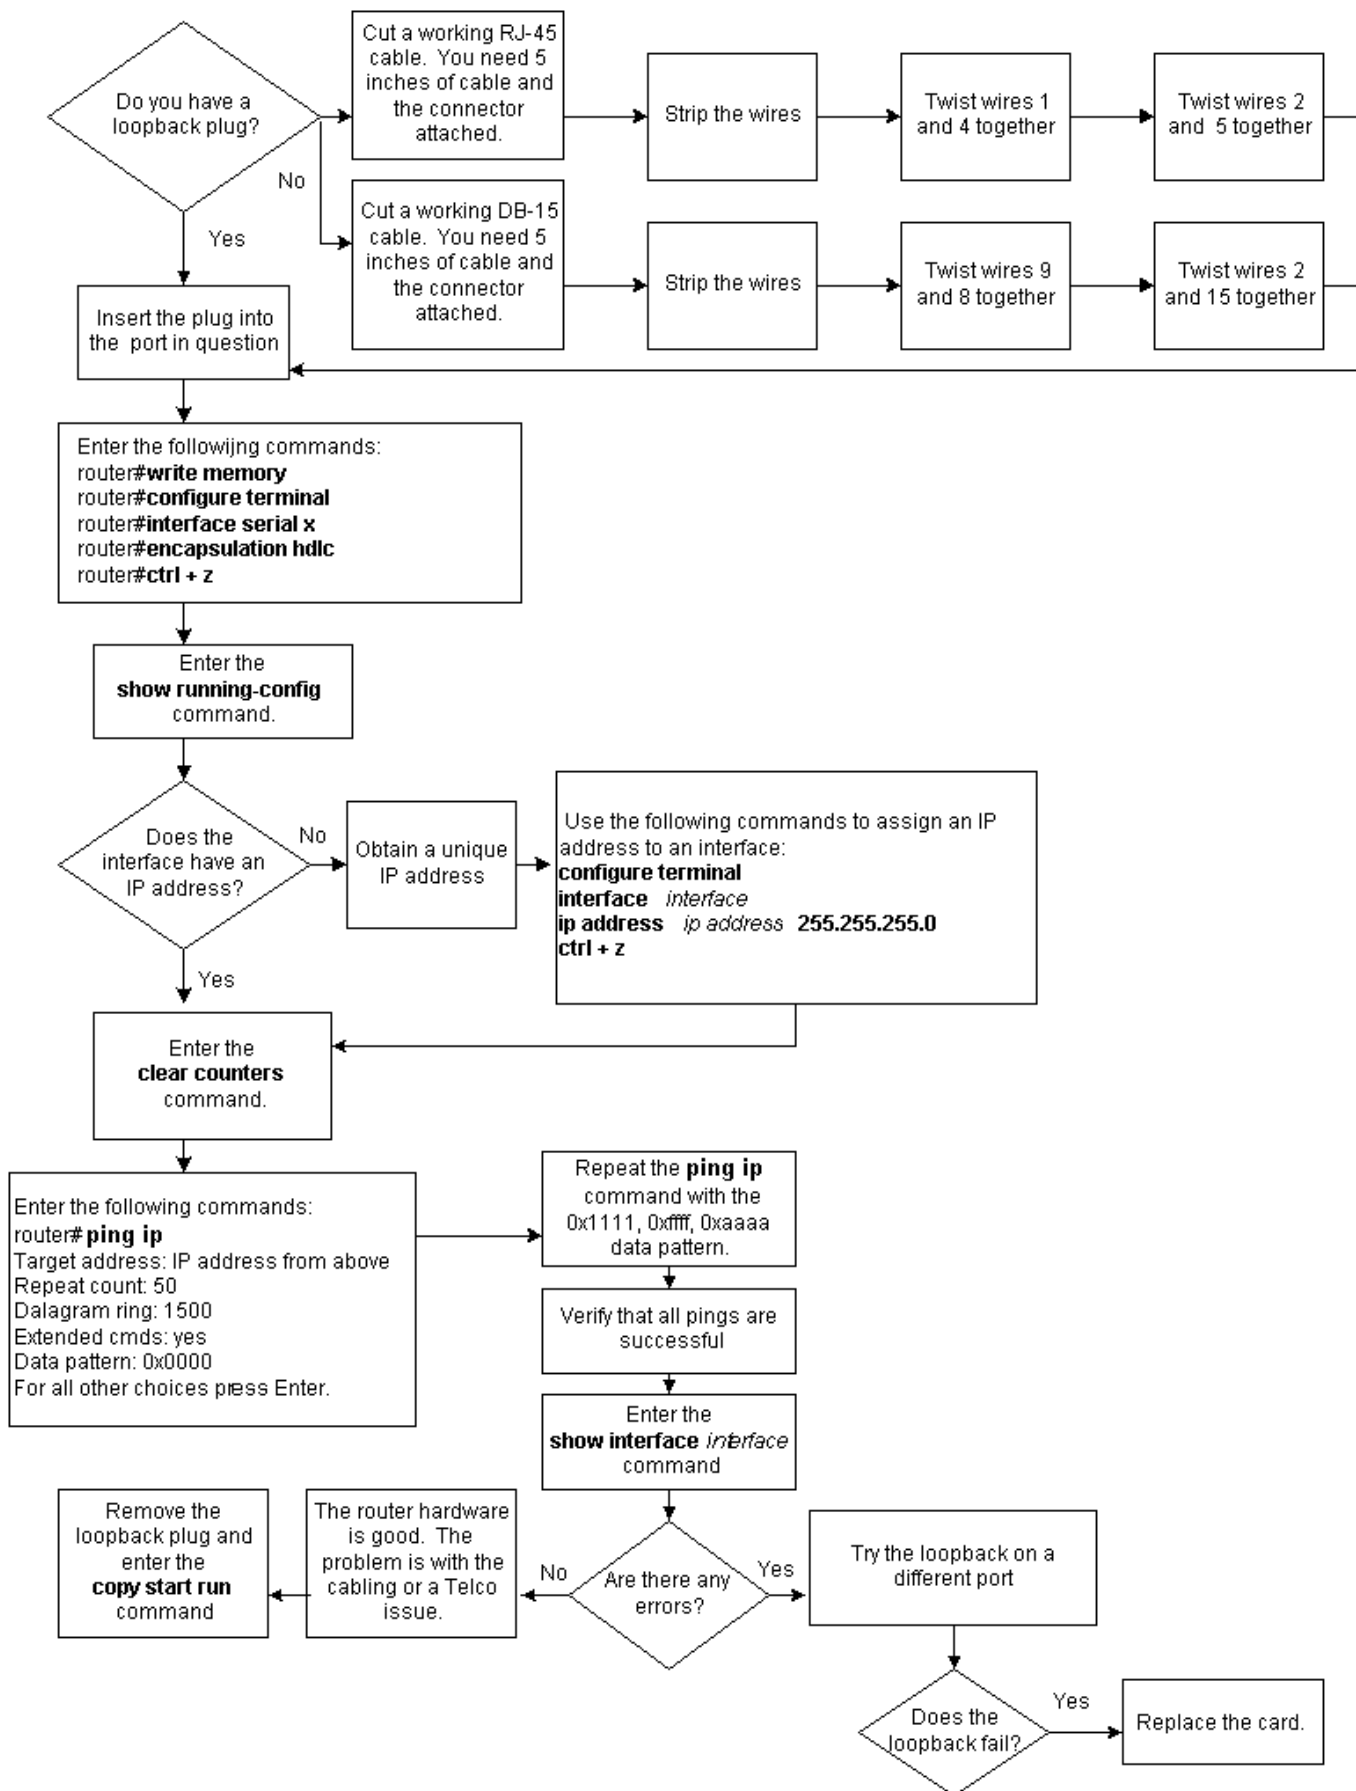 Do you have a
loopback plug?
No
Yes
Cut a working RJ-45
cable. You need 5
inches of cable and
the connector
attached.
Strip the wires
Twist wires 1
and 4 together
Twist wires 2
and 5 together
Cut a working DB-15
cable. You need 5
inches of cable and
the connector
attached.
Strip the wires
Twist wires 9
and 8 together
Twist wires 2
and 15 together
Insert the plug into
the port in question
Enter the followijng commands:
router#write memory
router#configure terminal
router#interface serial x
router#encapsulation hdlc
router#ctrl + z
Enter the
show running-config
command.
Does the
interface have an
IP address?
No
Yes
Obtain a unique
IP address
Use the following commands to assign an IP
address to an interface:
configure terminal
interface interface
ip address ip address 255.255.255.0
ctrl + z
Enter the
clear counters
command.
Enter the following commands:
router# ping ip
Target address: IP address from above
Repeat count: 50
Dalagram ring: 1500
Extended cmds: yes
Data pattern: 0x0000
For all other choices press Enter.
Repeat the ping ip
command with the
0x1111, 0xffff, 0xaaaa
data pattern.
Verify that all pings are
successful
Enter the
show interface interface
command
Are there any
errors?
No
Yes
The router hardware
is good. The
problem is with the
cabling or a Telco
issue.
Remove the
loopback plug and
enter the
copy start run
command
Try the loopback on a
different port
Does the
loopback fail?
Yes
Replace the card.